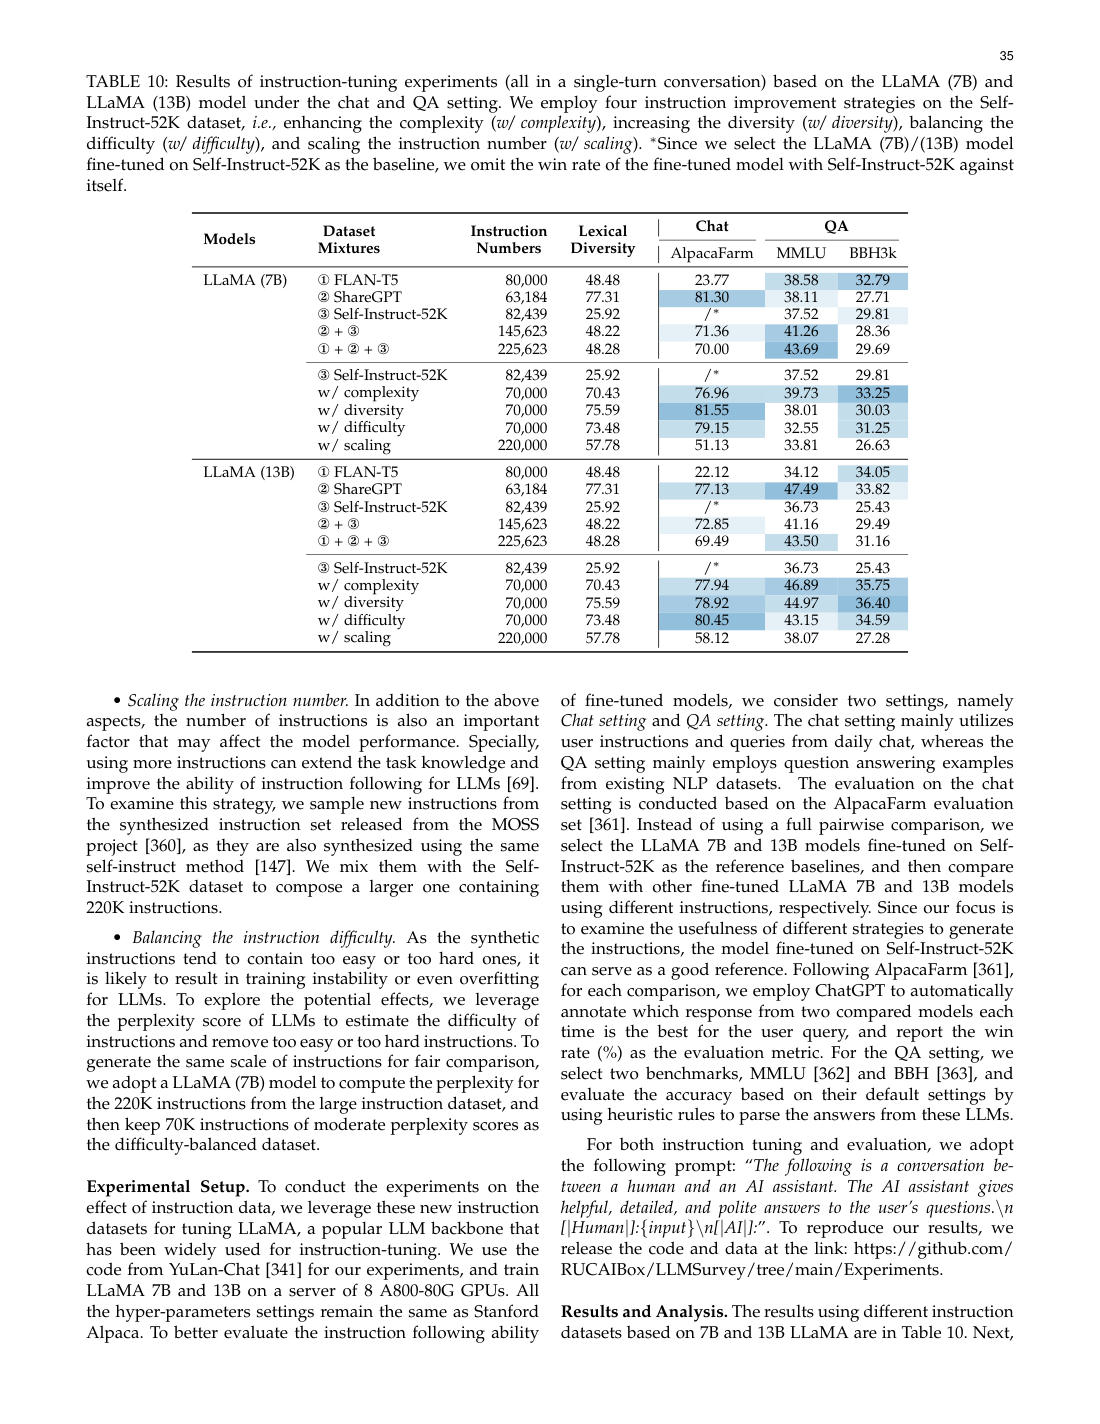 35
TABLE 10: Results of instruction-tuning experiments (all in a single-turn conversation) based on the LLaMA (7B) and
LLaMA (13B) model under the chat and QA setting. We employ four instruction improvement strategies on the Self-
Instruct-52K dataset, i.e., enhancing the complexity (w/ complexity), increasing the diversity (w/ diversity), balancing the
difficulty (w/ difficulty), and scaling the instruction number (w/ scaling). *Since we select the LLaMA (7B)/(13B) model
fine-tuned on Self-Instruct-52K as the baseline, we omit the win rate of the fine-tuned model with Self-Instruct-52K against
itself.
Models Dataset Mixtures Instruction Numbers Lexical Diversity Chat QA
AlpacaFarm MMLU BBH3k
LLaMA (7B) ① FLAN-T5 80,000 48.48 23.77 38.58 32.79
② ShareGPT 63,184 77.31 81.30 38.11 27.71
③ Self-Instruct-52K 82,439 25.92 /* 37.52 29.81
② + ③ 145,623 48.22 71.36 41.26 28.36
① + ② + ③ 225,623 48.28 70.00 43.69 29.69
③ Self-Instruct-52K 82,439 25.92 /* 37.52 29.81
w/ complexity 70,000 70.43 76.96 39.73 33.25
w/ diversity 70,000 75.59 81.55 38.01 30.03
w/ difficulty 70,000 73.48 79.15 32.55 31.25
w/ scaling 220,000 57.78 51.13 33.81 26.63
LLaMA (13B) ① FLAN-T5 80,000 48.48 22.12 34.12 34.05
② ShareGPT 63,184 77.31 77.13 47.49 33.82
③ Self-Instruct-52K 82,439 25.92 /* 36.73 25.43
② + ③ 145,623 48.22 72.85 41.16 29.49
① + ② + ③ 225,623 48.28 69.49 43.50 31.16
③ Self-Instruct-52K 82,439 25.92 /* 36.73 25.43
w/ complexity 70,000 70.43 77.94 46.89 35.75
w/ diversity 70,000 75.59 78.92 44.97 36.40
w/ difficulty 70,000 73.48 80.45 43.15 34.59
w/ scaling 220,000 57.78 58.12 38.07 27.28
• Scaling the instruction number. In addition to the above
aspects, the number of instructions is also an important
factor that may affect the model performance. Specially,
using more instructions can extend the task knowledge and
improve the ability of instruction following for LLMs [69].
To examine this strategy, we sample new instructions from
the synthesized instruction set released from the MOSS
project [360], as they are also synthesized using the same
self-instruct method [147]. We mix them with the Self-
Instruct-52K dataset to compose a larger one containing
220K instructions.
• Balancing the instruction difficulty. As the synthetic
instructions tend to contain too easy or too hard ones, it
is likely to result in training instability or even overfitting
for LLMs. To explore the potential effects, we leverage
the perplexity score of LLMs to estimate the difficulty of
instructions and remove too easy or too hard instructions. To
generate the same scale of instructions for fair comparison,
we adopt a LLaMA (7B) model to compute the perplexity for
the 220K instructions from the large instruction dataset, and
then keep 70K instructions of moderate perplexity scores as
the difficulty-balanced dataset.
Experimental Setup. To conduct the experiments on the
effect of instruction data, we leverage these new instruction
datasets for tuning LLaMA, a popular LLM backbone that
has been widely used for instruction-tuning. We use the
code from YuLan-Chat [341] for our experiments, and train
LLaMA 7B and 13B on a server of 8 A800-80G GPUs. All
the hyper-parameters settings remain the same as Stanford
Alpaca. To better evaluate the instruction following ability
of fine-tuned models, we consider two settings, namely
Chat setting and QA setting. The chat setting mainly utilizes
user instructions and queries from daily chat, whereas the
QA setting mainly employs question answering examples
from existing NLP datasets. The evaluation on the chat
setting is conducted based on the AlpacaFarm evaluation
set [361]. Instead of using a full pairwise comparison, we
select the LLaMA 7B and 13B models fine-tuned on Self-
Instruct-52K as the reference baselines, and then compare
them with other fine-tuned LLaMA 7B and 13B models
using different instructions, respectively. Since our focus is
to examine the usefulness of different strategies to generate
the instructions, the model fine-tuned on Self-Instruct-52K
can serve as a good reference. Following AlpacaFarm [361],
for each comparison, we employ ChatGPT to automatically
annotate which response from two compared models each
time is the best for the user query, and report the win
rate (%) as the evaluation metric. For the QA setting, we
select two benchmarks, MMLU [362] and BBH [363], and
evaluate the accuracy based on their default settings by
using heuristic rules to parse the answers from these LLMs.
For both instruction tuning and evaluation, we adopt
the following prompt: “The following is a conversation be-
tween a human and an AI assistant. The AI assistant gives
helpful, detailed, and polite answers to the user's questions.\n
[|Human|]:{input}\n[|AI|]:”. To reproduce our results, we
release the code and data at the link: https://github.com/
RUCAIBox/LLMSurvey/tree/main/Experiments.
Results and Analysis. The results using different instruction
datasets based on 7B and 13B LLaMA are in Table 10. Next,